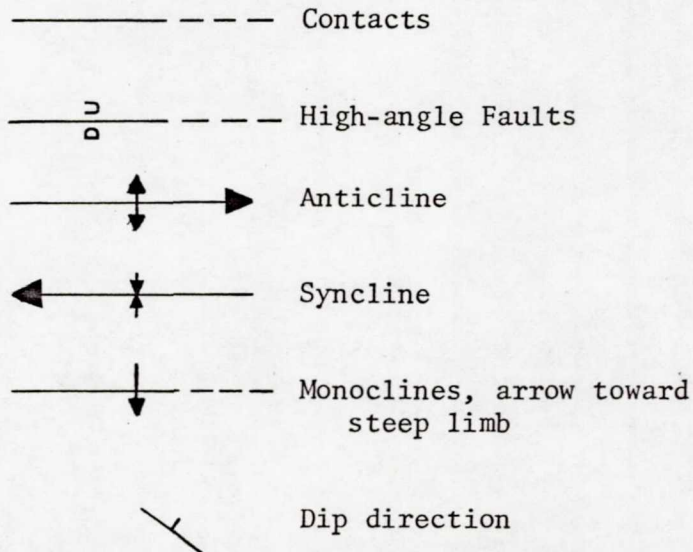 Contacts
U
D
High-angle Faults
Anticline
Syncline
Monoclines, arrow toward
steep limb
Dip direction